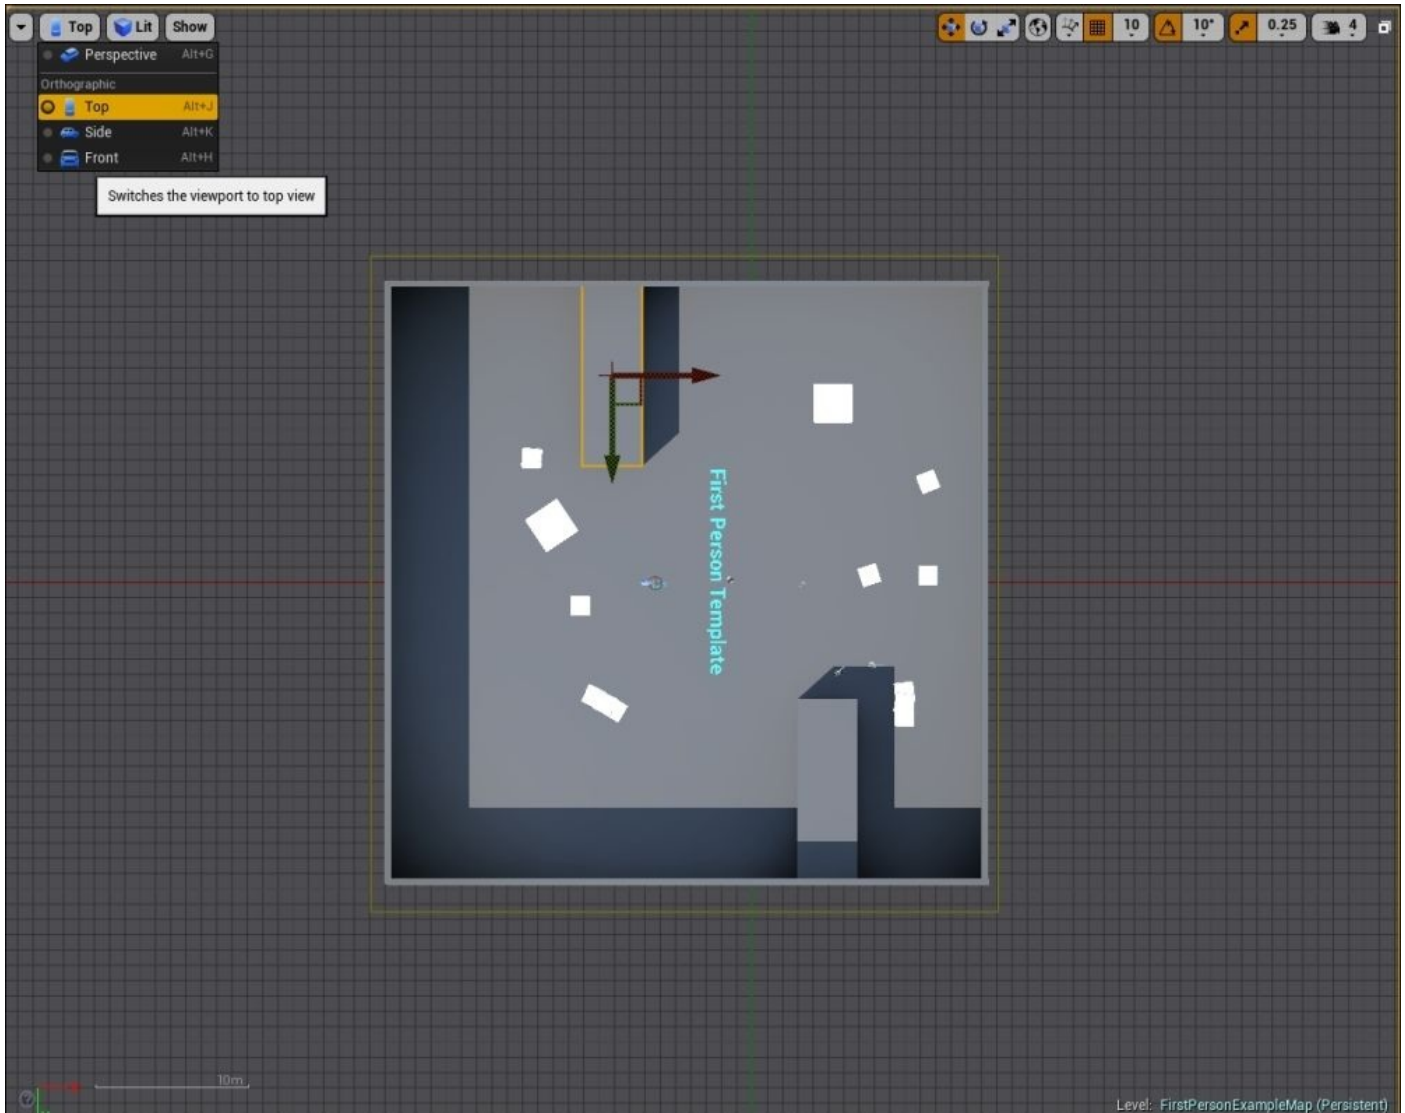 Top Lit Show 10 10° 0.25 4
Perspective Alt+G
Orthographic
Top Alt+J
Side Alt+K
Front Alt+H
Switches the viewport to top view
First Person Template
10m
Level: FirstPersonExampleMap (Persistent)